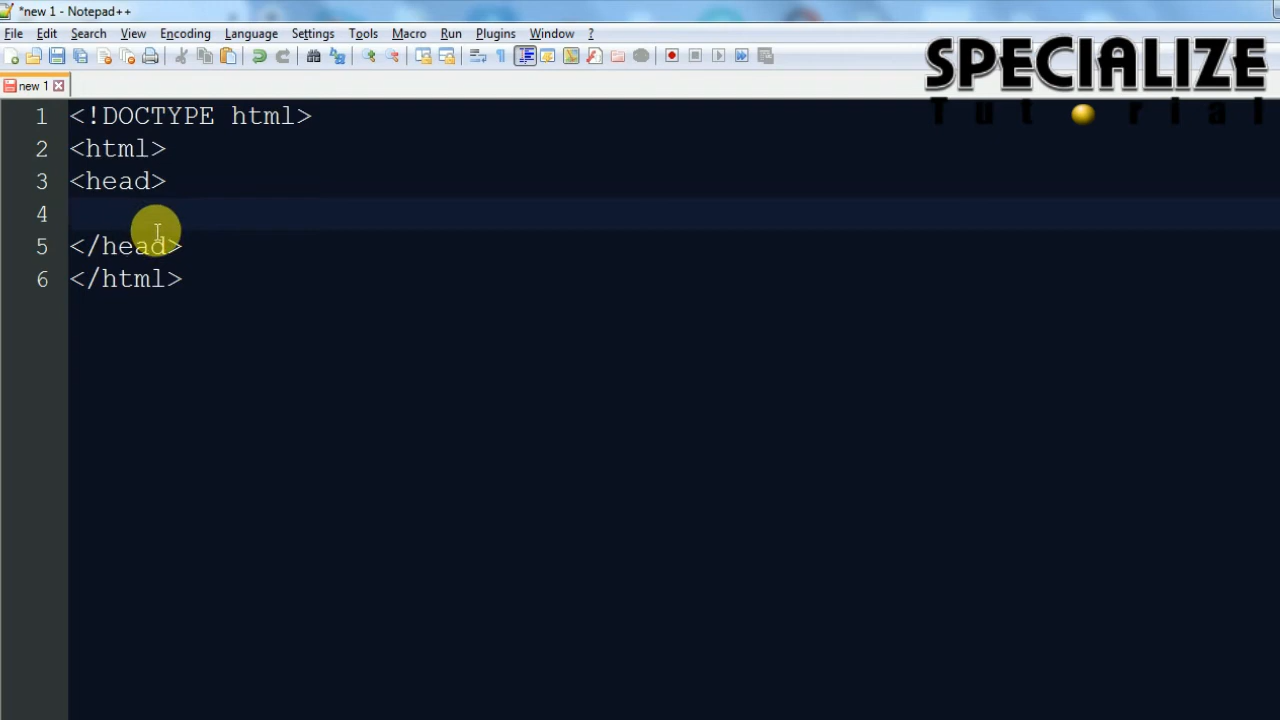 *new 1 - Notepad++
File Edit Search View Encoding Language Settings Tools Macro Run Plugins Window ?
SPECIALIZE
Tutorial
new 1
1 <!DOCTYPE html>
2 <html>
3 <head>
4
5 </head>
6 </html>